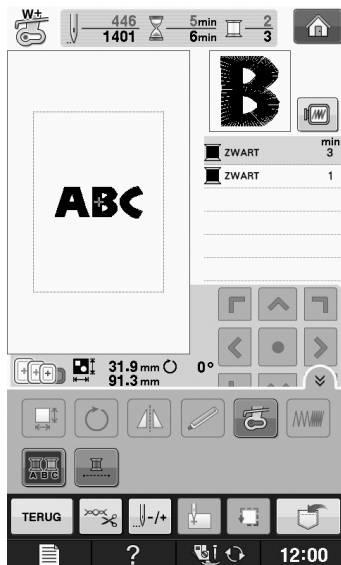 W+
446
1401
5min
6min
2
3
B
min
ZWART 3
ZWART 1
ABC
31.9 mm 0°
91.3 mm
ABC
TERUG -/+
? 12:00